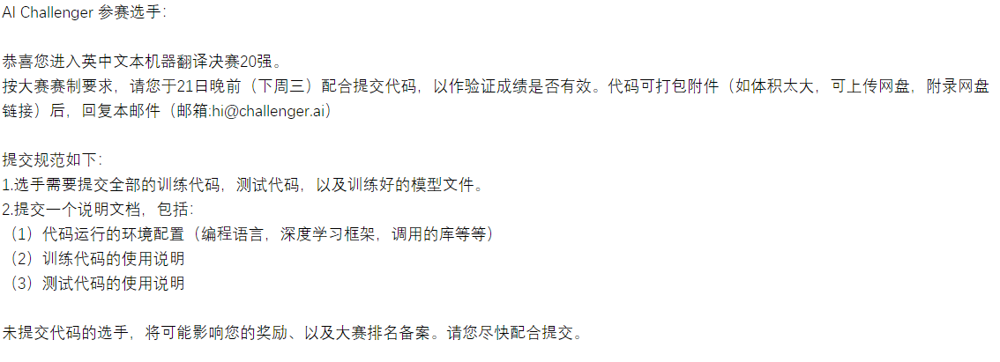 AI Challenger 参赛选手：
恭喜您进入英中文本机器翻译决赛20强。
按大赛赛制要求，请您于21日晚前（下周三）配合提交代码，以作验证成绩是否有效。代码可打包附件（如体积太大，可上传网盘，附录网盘
链接）后，回复本邮件（邮箱:hi@challenger.ai）
提交规范如下：
1.选手需要提交全部的训练代码，测试代码，以及训练好的模型文件。
2.提交一个说明文档，包括：
（1）代码运行的环境配置（编程语言，深度学习框架，调用的库等等）
（2）训练代码的使用说明
（3）测试代码的使用说明
未提交代码的选手，将可能影响您的奖励、以及大赛排名备案。请您尽快配合提交。